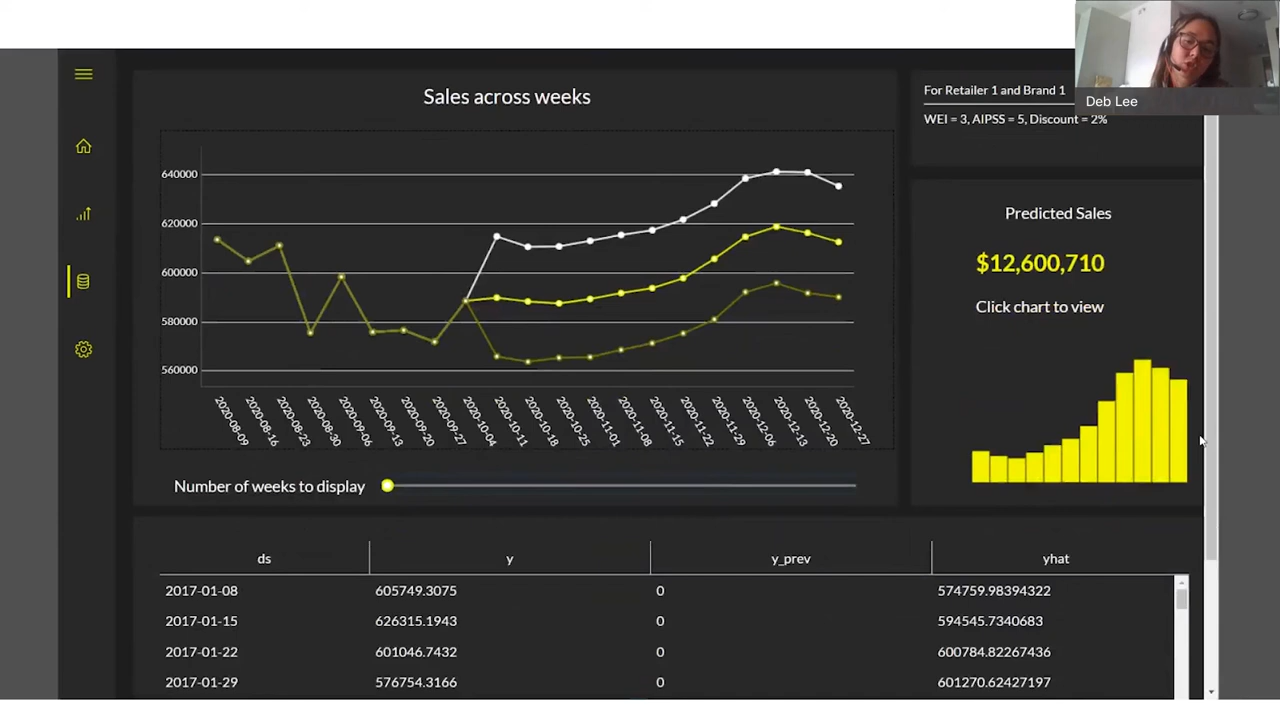 Sales across weeks
640000
620000
600000
580000
560000
2020-08-09
2020-08-16
2020-08-23
2020-08-30
2020-09-06
2020-09-13
2020-09-20
2020-09-27
2020-10-04
2020-10-11
2020-10-18
2020-10-25
2020-11-01
2020-11-08
2020-11-15
2020-11-22
2020-11-29
2020-12-06
2020-12-13
2020-12-20
2020-12-27
Number of weeks to display
For Retailer 1 and Brand 1
WEI = 3, AIPSS = 5, Discount = 2%
Deb Lee
Predicted Sales
$12,600,710
Click chart to view
ds y y_prev yhat
2017-01-08 605749.3075 0 574759.98394322
2017-01-15 626315.1943 0 594545.7340683
2017-01-22 601046.7432 0 600784.82267436
2017-01-29 576754.3166 0 601270.62427197